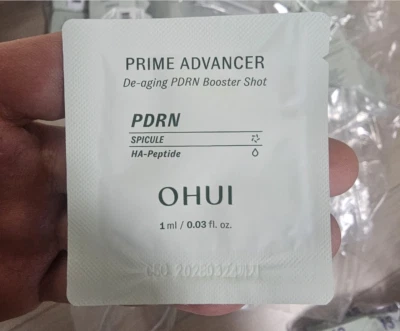 PRIME ADVANCER
De-aging PDRN Booster Shot
PDRN
SPICULE
HA-Peptide
OHUI
1 ml / 0.03 fl. oz.